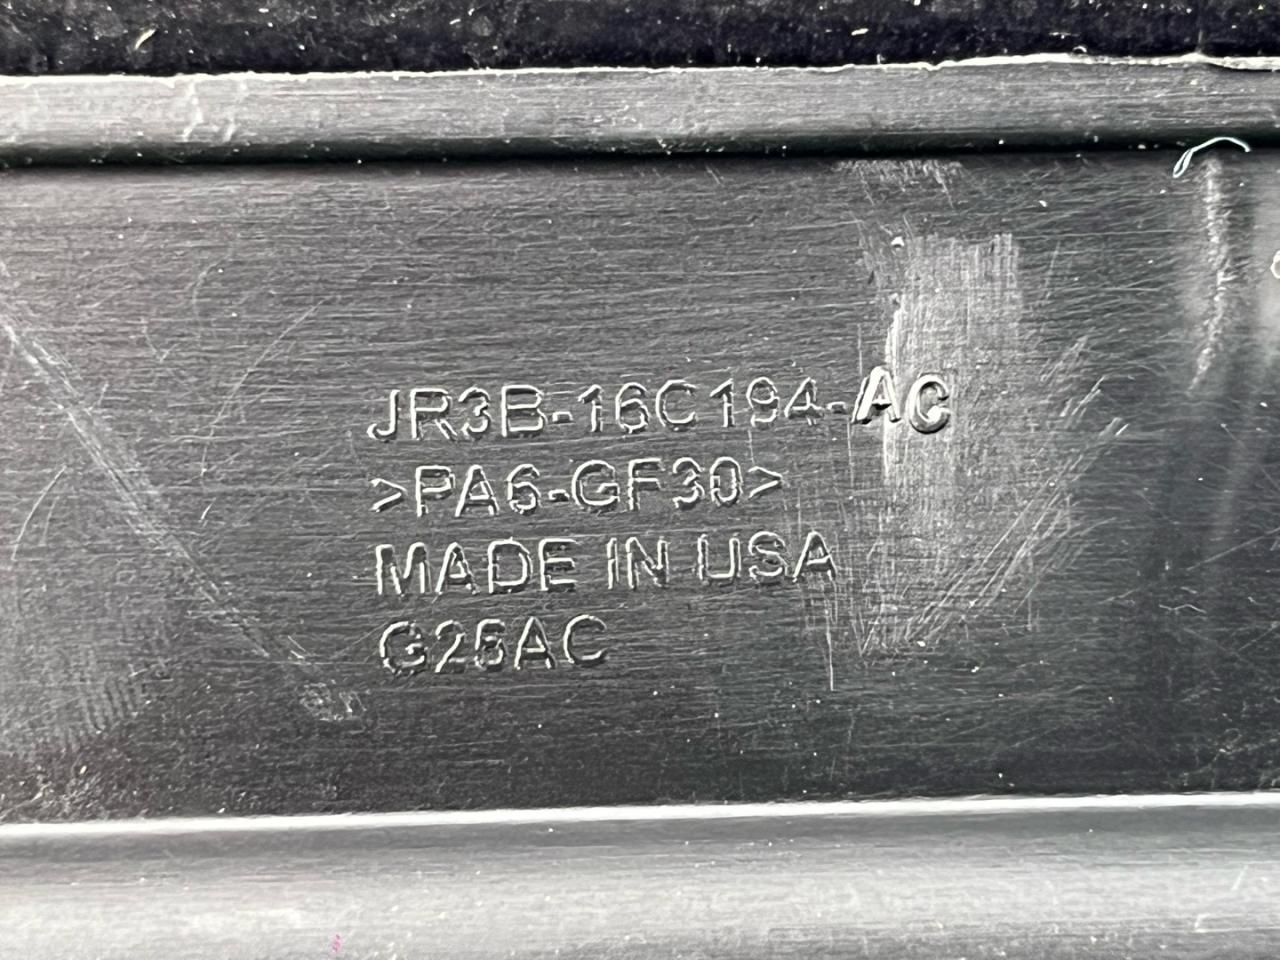 JR3B-16C194-AC
>PA6-GF30>
MADE IN USA
G25AC